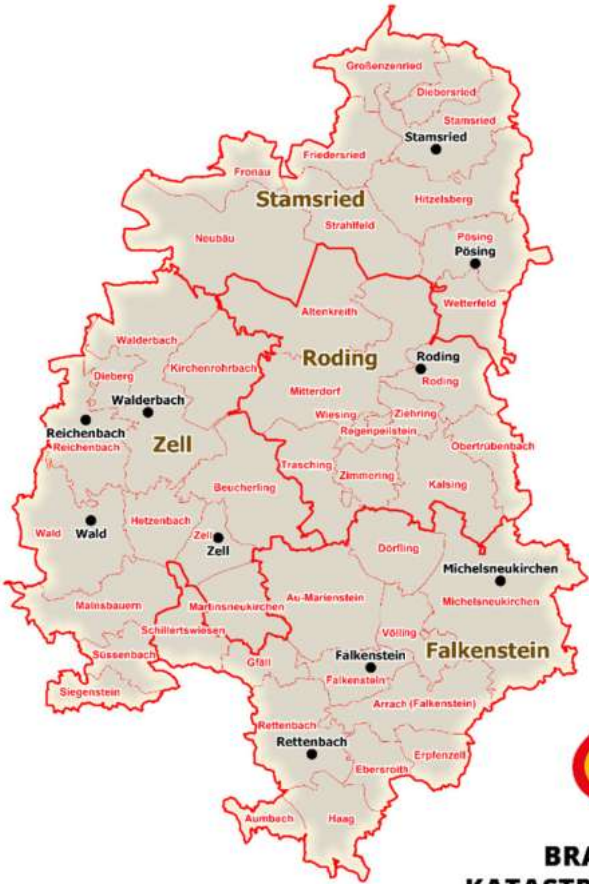 Großenzenried
Diebersried
Stamsried
Stamsried
Friedersried
Fronau
Stamsried
Hitzelsberg
Strahlfeld
Neubäu
Pösing
Pösing
Wetterfeld
Altenkreith
Walderbach
Roding
Roding
Roding
Kirchenrohrbach
Dieberg
Walderbach
Mitterdorf
Wiesing
Ziehring
Reichenbach
Regenpeilstein
Reichenbach
Zell
Obertrübenbach
Trasching
Zimmering
Kalsing
Beucherling
Wald
Hetzenbach
Wald
Zell
Zell
Dörfling
Michelsneukirchen
Au-Marienstein
Michelsneukirchen
Malnsbauern
Martinsneukirchen
Schillertswiesen
Völling
Falkenstein
Süssenbach
Gfäll
Falkenstein
Falkenstein
Siegenstein
Arrach (Falkenstein)
Rettenbach
Rettenbach
Erpfenzell
Ebersroith
Aumbach
Haag
BRA
KATASTR